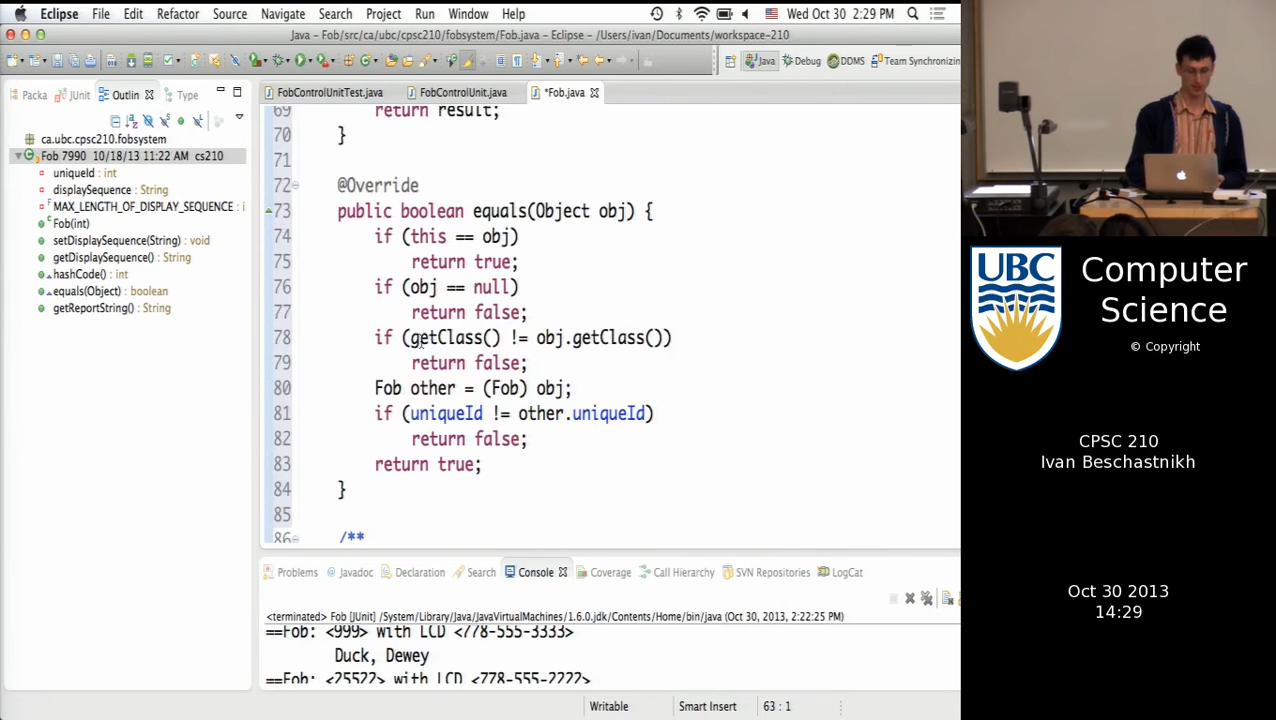 Eclipse File Edit Refactor Source Navigate Search Project Run Window Help Wed Oct 30 2:29 PM
Java - Fob/src/ca/ubc/cpsc210/fobsystem/Fob.java - Eclipse - /Users/ivan/Documents/workspace-210
Java Debug DDMS Team Synchronizing
Packa JUnit Outlin Type
FobControlUnitTest.java FobControlUnit.java *Fob.java
ca.ubc.cpsc210.fobsystem
Fob 7990 10/18/13 11:22 AM cs210
uniqueId : int
displaySequence : String
MAX_LENGTH_OF_DISPLAY_SEQUENCE : i
Fob(int)
setDisplaySequence(String) : void
getDisplaySequence() : String
hashCode() : int
equals(Object) : boolean
getReportString() : String
69 return result;
70 }
71
72 @Override
73 public boolean equals(Object obj) {
74 if (this == obj)
75 return true;
76 if (obj == null)
77 return false;
78 if (getClass() != obj.getClass())
79 return false;
80 Fob other = (Fob) obj;
81 if (uniqueId != other.uniqueId)
82 return false;
83 return true;
84 }
85
86 /**
Problems Javadoc Declaration Search Console Coverage Call Hierarchy SVN Repositories LogCat
<terminated> Fob [JUnit] /System/Library/Java/JavaVirtualMachines/1.6.0.jdk/Contents/Home/bin/java (Oct 30, 2013, 2:22:25 PM)
==Fob: <999> with LCD <778-555-3333>
Duck, Dewey
==Fob: <25522> with LCD <778-555-2222>
Writable Smart Insert 63 : 1
UBC
Computer
Science
© Copyright
CPSC 210
Ivan Beschastnikh
Oct 30 2013
14:29